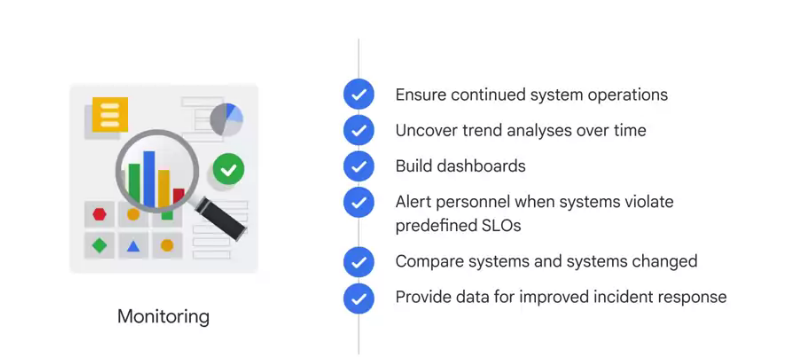 Ensure continued system operations
Uncover trend analyses over time
Build dashboards
Alert personnel when systems violate
predefined SLOs
Compare systems and systems changed
Provide data for improved incident response
Monitoring